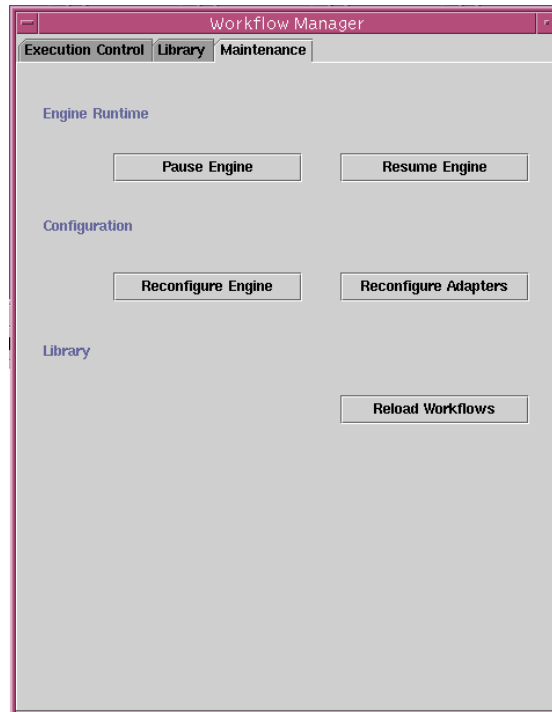 Workflow Manager
Execution Control Library Maintenance
Engine Runtime
Pause Engine Resume Engine
Configuration
Reconfigure Engine Reconfigure Adapters
Library
Reload Workflows